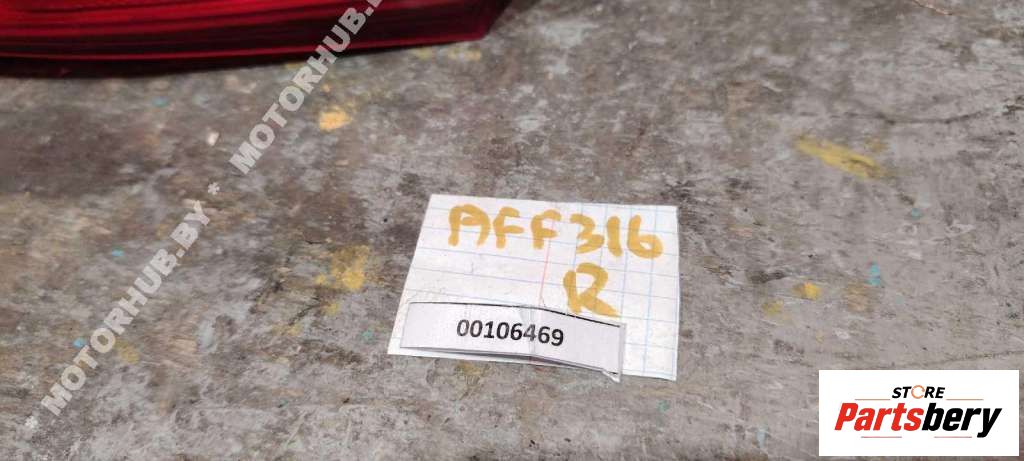 * MOTORHUB.BY * MOTORHUB.BY
AFF316
R
00106469
STORE
Partsbery